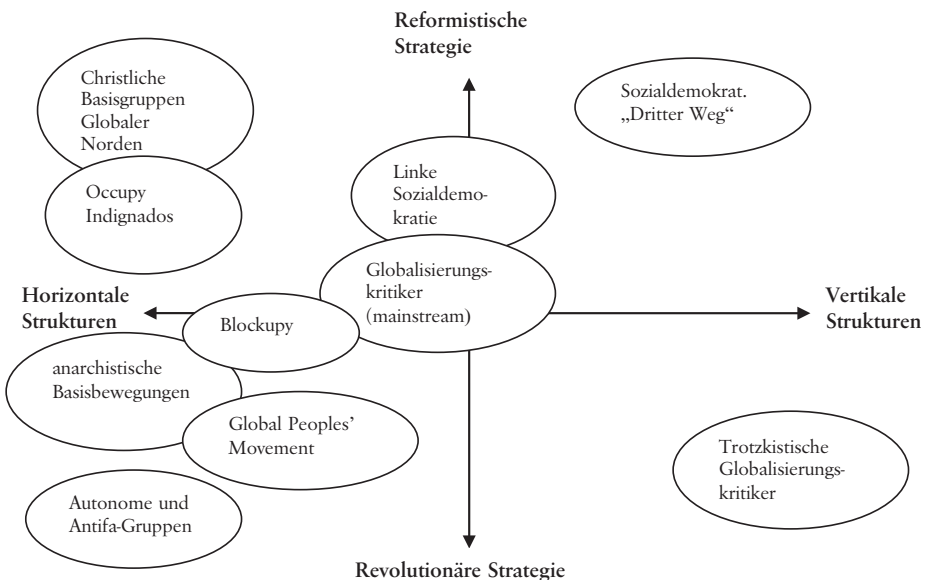 Reformistische
Strategie
Christliche
Basisgruppen
Globaler
Norden
Sozialdemokrat.
„Dritter Weg“
Occupy
Indignados
Linke
Sozialdemo-
kratie
Globalisierungs-
kritiker
(mainstream)
Horizontale
Strukturen
Blockupy
Vertikale
Strukturen
anarchistische
Basisbewegungen
Global Peoples’
Movement
Trotzkistische
Globalisierungs-
kritiker
Autonome und
Antifa-Gruppen
Revolutionäre Strategie